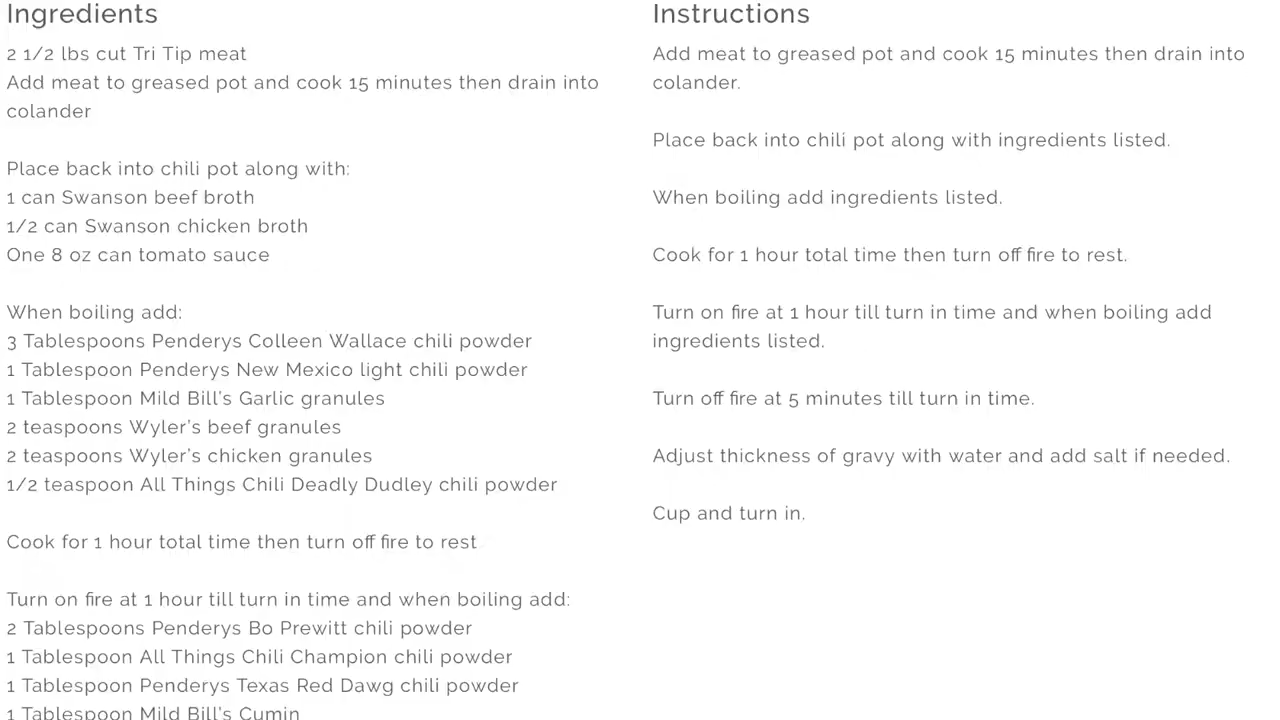 Ingredients
2 1/2 lbs cut Tri Tip meat
Add meat to greased pot and cook 15 minutes then drain into
colander
Place back into chili pot along with:
1 can Swanson beef broth
1/2 can Swanson chicken broth
One 8 oz can tomato sauce
When boiling add:
3 Tablespoons Penderys Colleen Wallace chili powder
1 Tablespoon Penderys New Mexico light chili powder
1 Tablespoon Mild Bill's Garlic granules
2 teaspoons Wyler's beef granules
2 teaspoons Wyler's chicken granules
1/2 teaspoon All Things Chili Deadly Dudley chili powder
Cook for 1 hour total time then turn off fire to rest
Turn on fire at 1 hour till turn in time and when boiling add:
2 Tablespoons Penderys Bo Prewitt chili powder
1 Tablespoon All Things Chili Champion chili powder
1 Tablespoon Penderys Texas Red Dawg chili powder
1 Tablespoon Mild Bill's Cumin
Instructions
Add meat to greased pot and cook 15 minutes then drain into
colander.
Place back into chili pot along with ingredients listed.
When boiling add ingredients listed.
Cook for 1 hour total time then turn off fire to rest.
Turn on fire at 1 hour till turn in time and when boiling add
ingredients listed.
Turn off fire at 5 minutes till turn in time.
Adjust thickness of gravy with water and add salt if needed.
Cup and turn in.